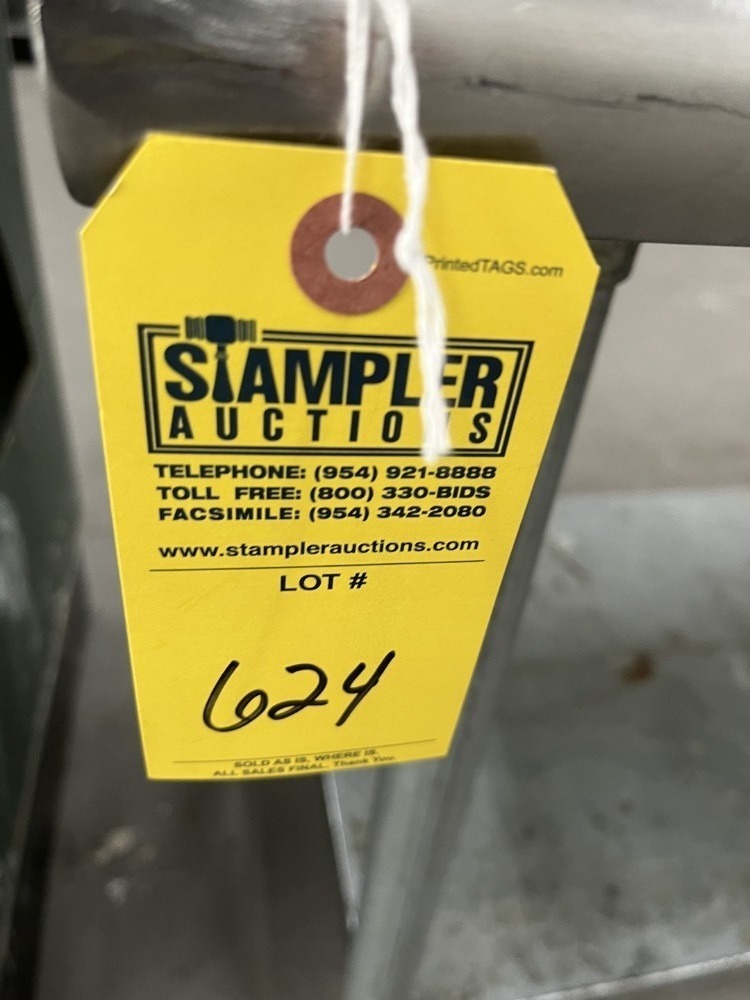 PrintedTAGS.com
STAMPLER
AUCTIONS
TELEPHONE: (954) 921-8888
TOLL FREE: (800) 330-BIDS
FACSIMILE: (954) 342-2080
www.stamplerauctions.com
LOT #
624
SOLD AS IS, WHERE IS.
ALL SALES FINAL. Thank You.